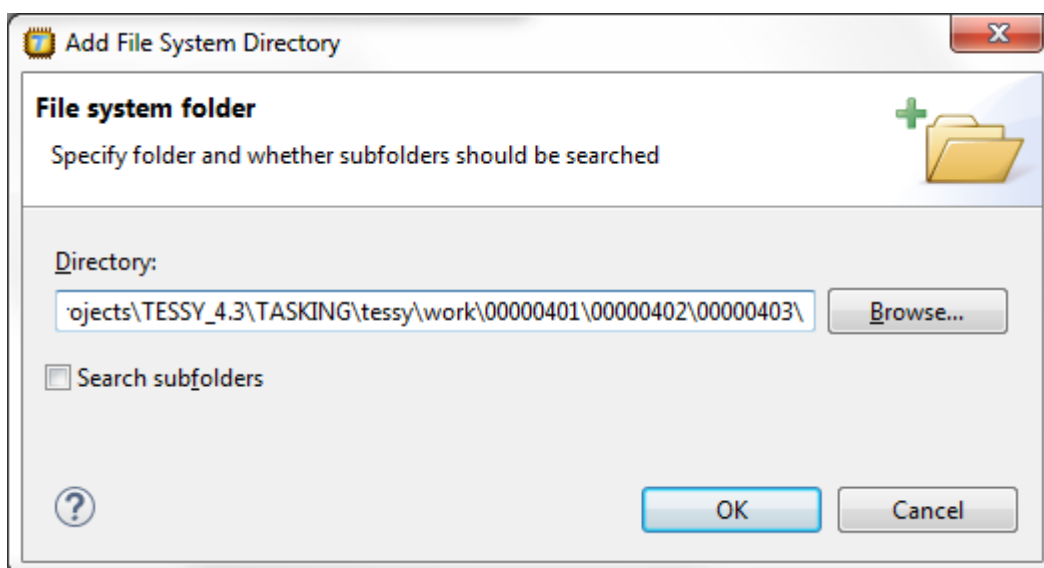 Add File System Directory
File system folder
Specify folder and whether subfolders should be searched
Directory:
ojects\TESSY_4.3\TASKING\tessy\work\00000401\00000402\00000403\
Browse...
Search subfolders
OK
Cancel